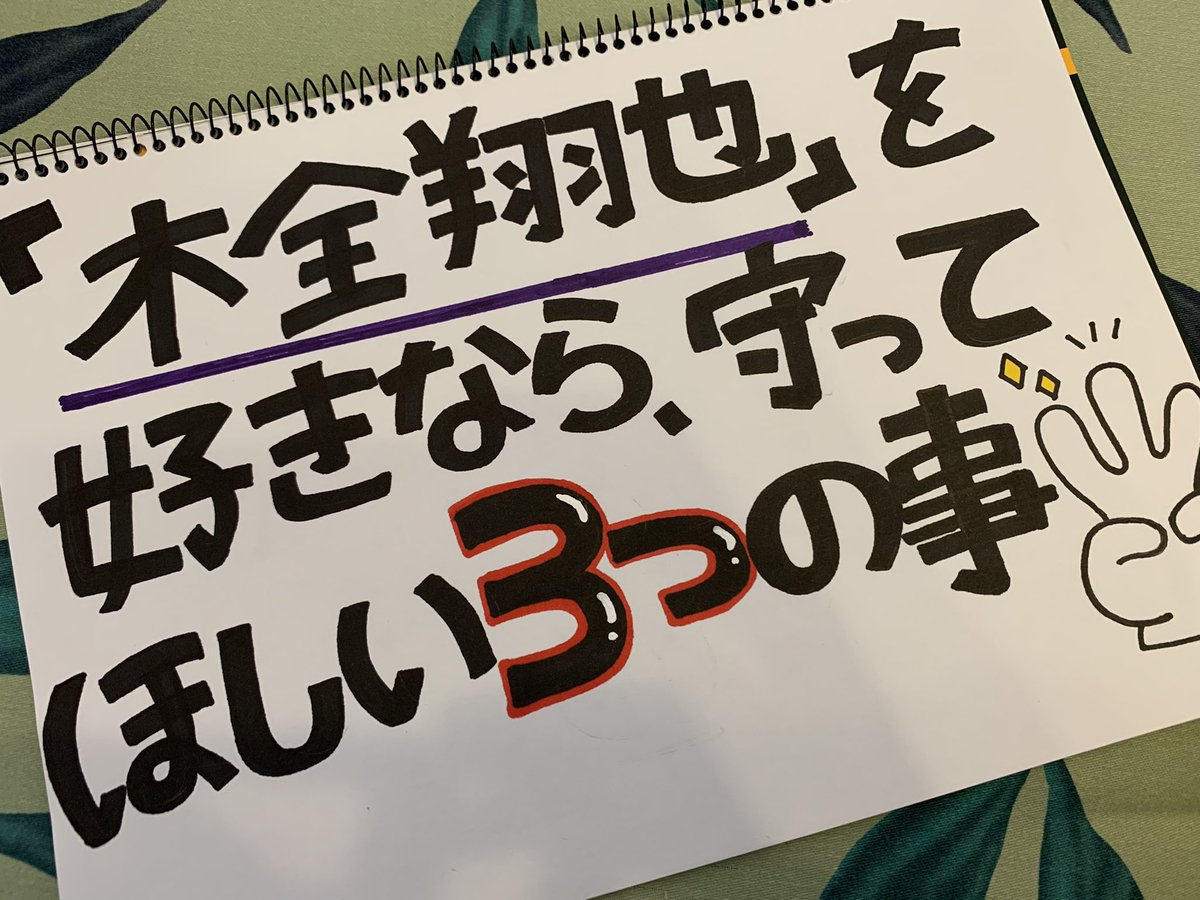 「木全翔也」を
好きなら、守って
ほしい3つの事